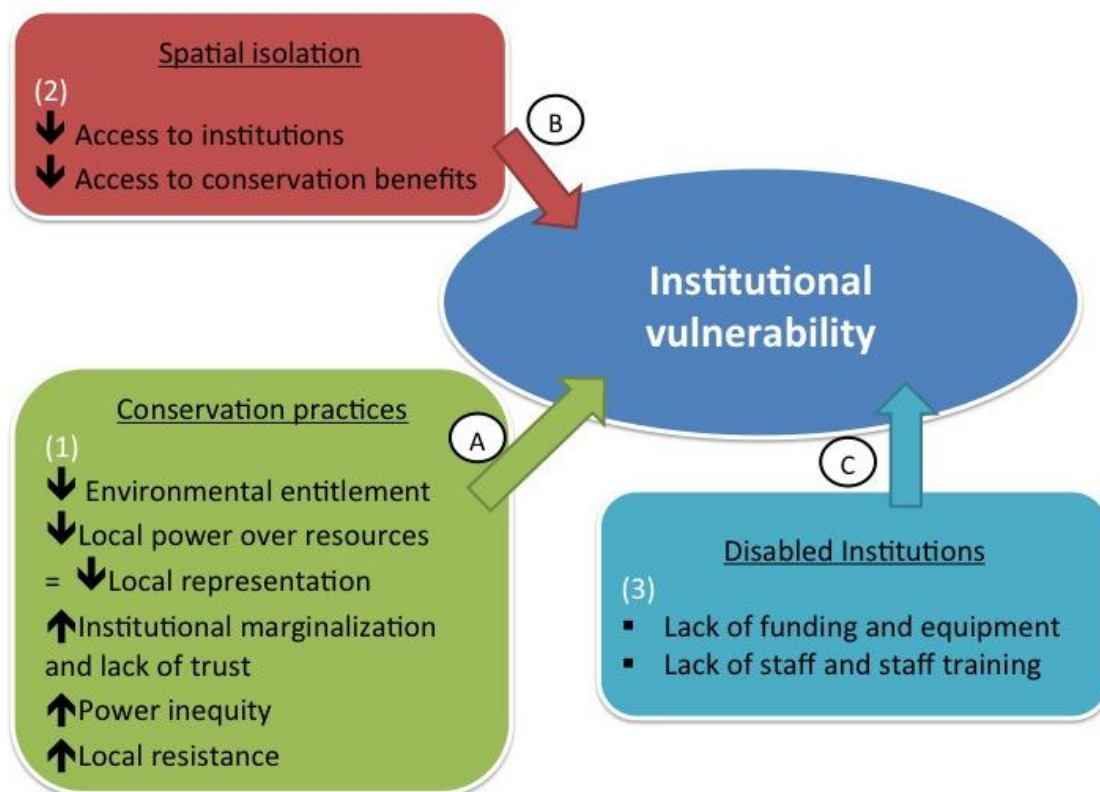 Spatial isolation
(2)
🡇 Access to institutions
🡇 Access to conservation benefits
B
Institutional
vulnerability
Conservation practices
(1)
🡇 Environmental entitlement
🡇Local power over resources
= 🡇Local representation
🡅Institutional marginalization
and lack of trust
🡅Power inequity
🡅Local resistance
A
C
Disabled Institutions
(3)
▪ Lack of funding and equipment
▪ Lack of staff and staff training